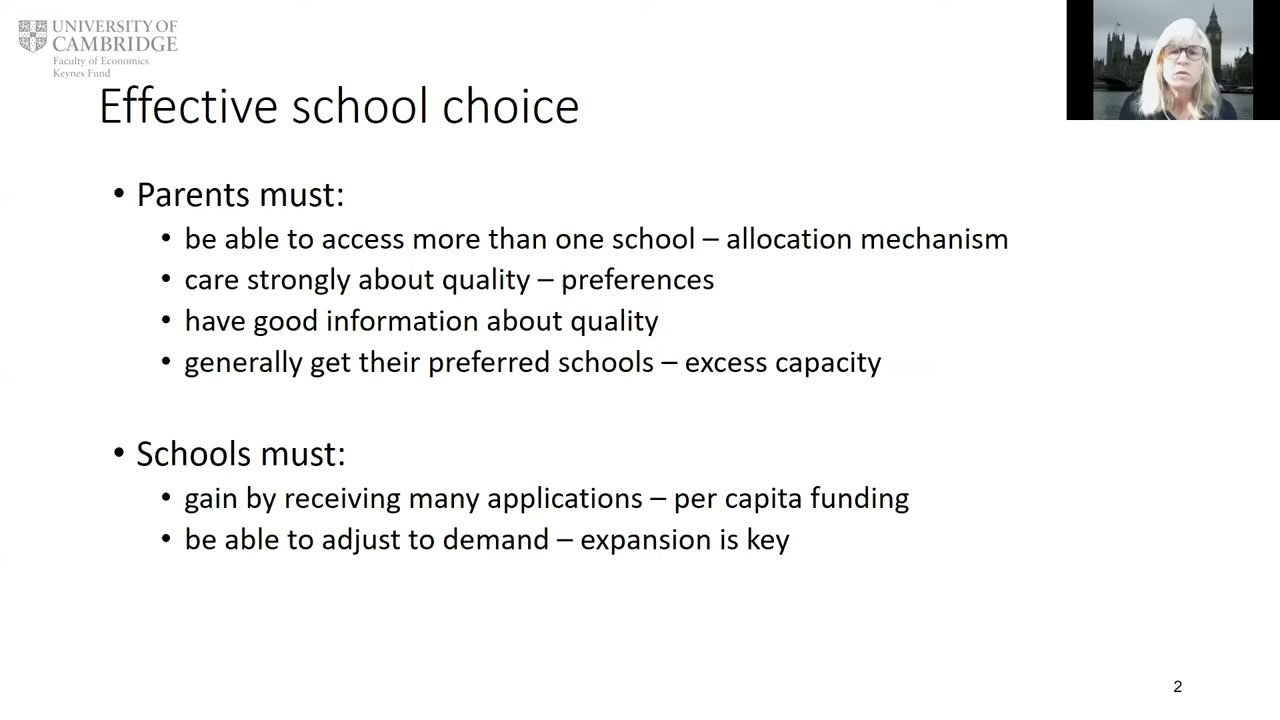 UNIVERSITY OF
CAMBRIDGE
Faculty of Economics
Keynes Fund
Effective school choice
• Parents must:
• be able to access more than one school – allocation mechanism
• care strongly about quality – preferences
• have good information about quality
• generally get their preferred schools – excess capacity
• Schools must:
• gain by receiving many applications – per capita funding
• be able to adjust to demand – expansion is key
2